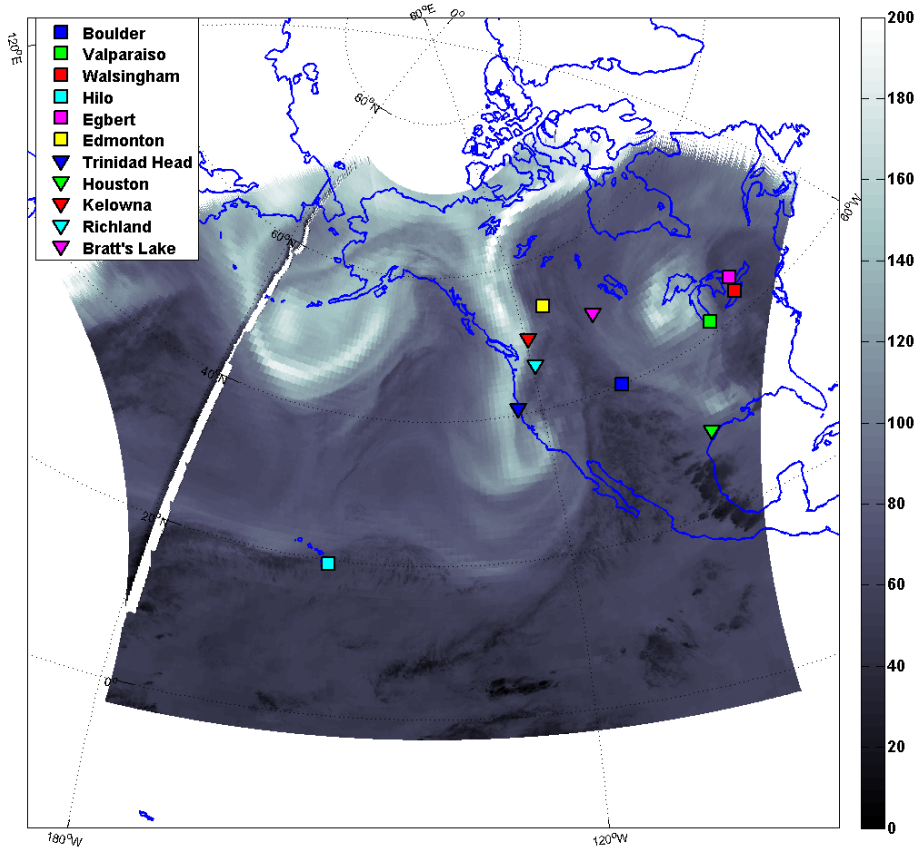 60°E 0°
120°E
Boulder
Valparaiso
Walsingham
Hilo
Egbert
Edmonton
Trinidad Head
Houston
Kelowna
Richland
Bratt's Lake
80°N
60°N
40°N
20°N
0°
60°W
180°W
120°W
200
180
160
140
120
100
80
60
40
20
0